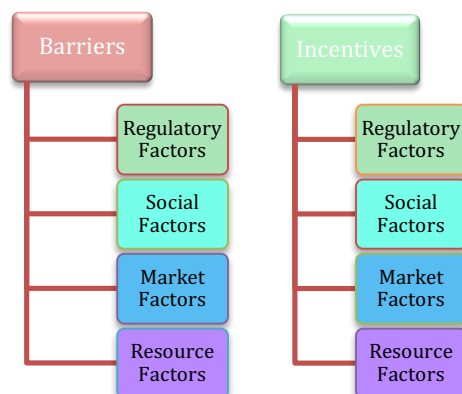 Barriers
Regulatory
Factors
Social
Factors
Market
Factors
Resource
Factors
Incentives
Regulatory
Factors
Social
Factors
Market
Factors
Resource
Factors